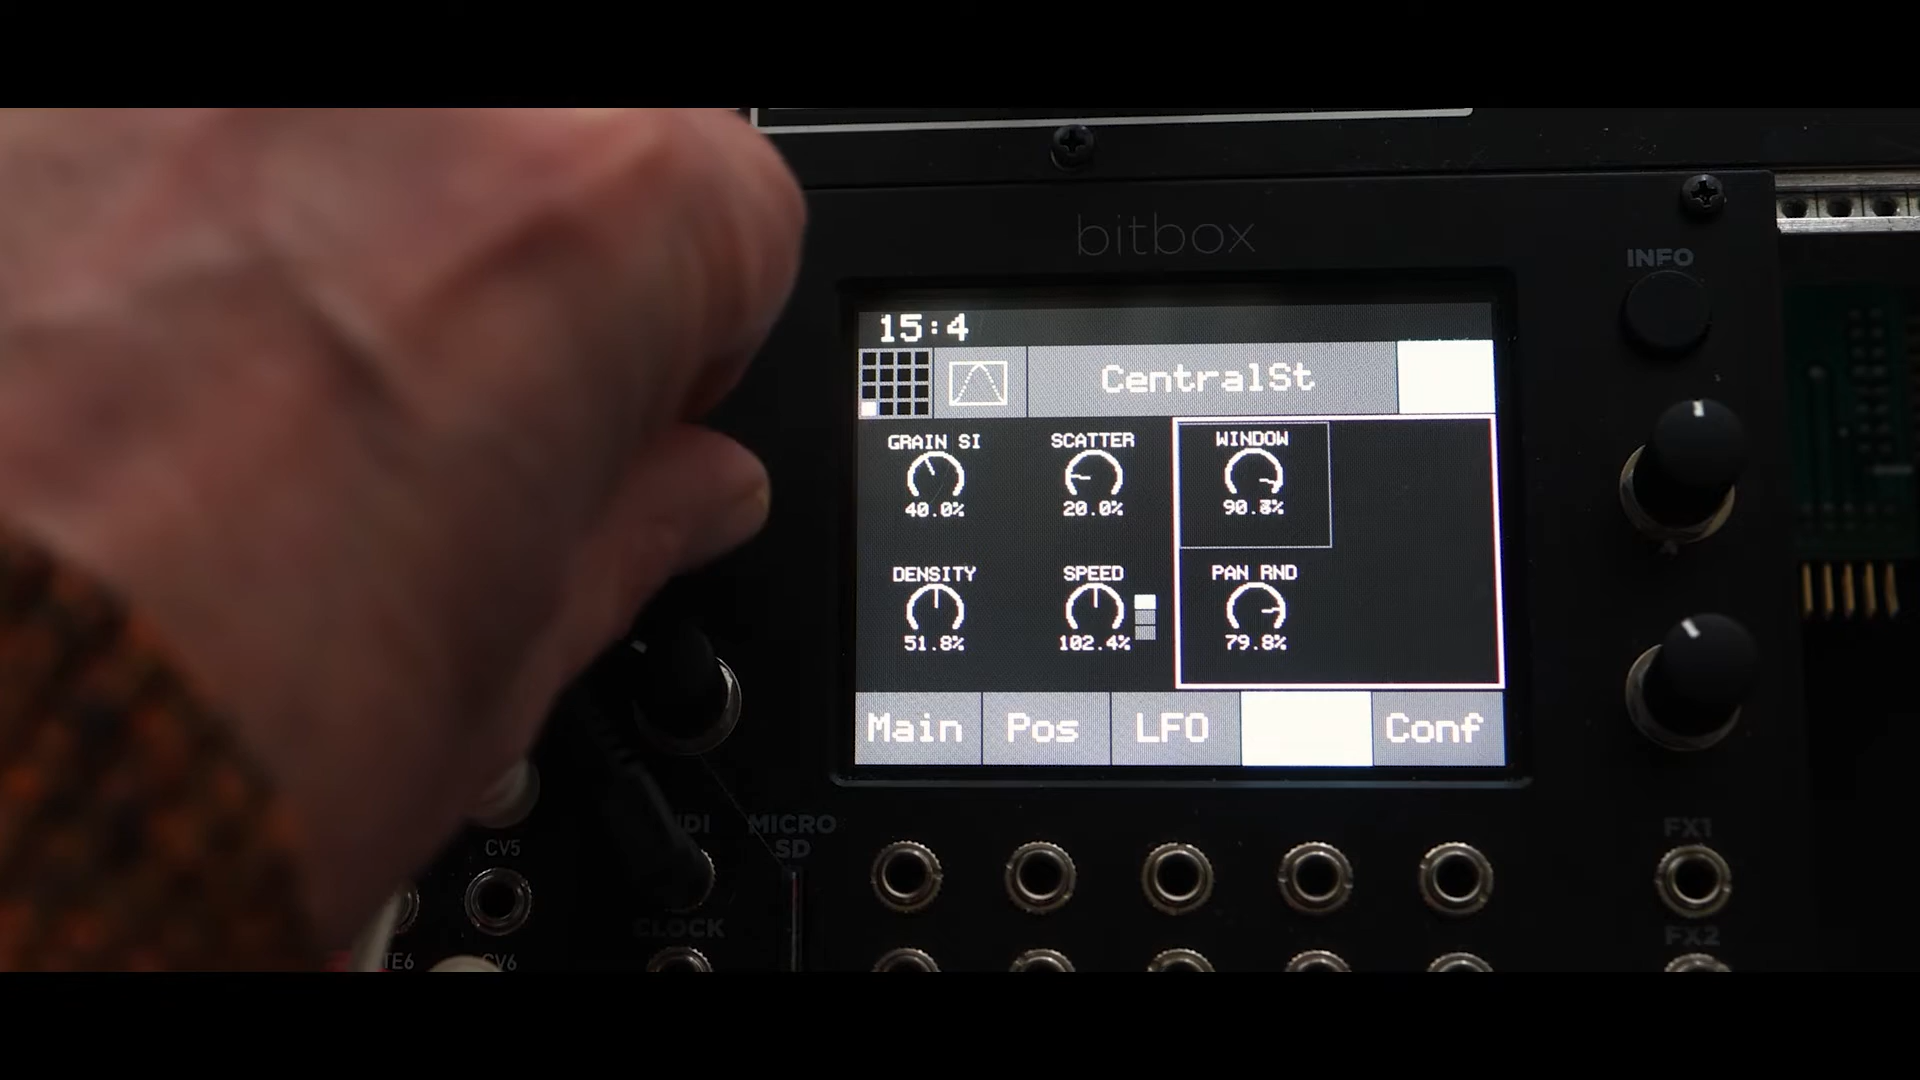 bitbox
INFO
15:4
CentralSt
GRAIN SI
SCATTER
WINDOW
40.0%
20.0%
DENSITY
SPEED
PAN RND
51.8%
102.4%
79.8%
Main
Pos
LFO
Conf
MICRO
SD
FX1
CV5
CLOCK
FX2
CV6